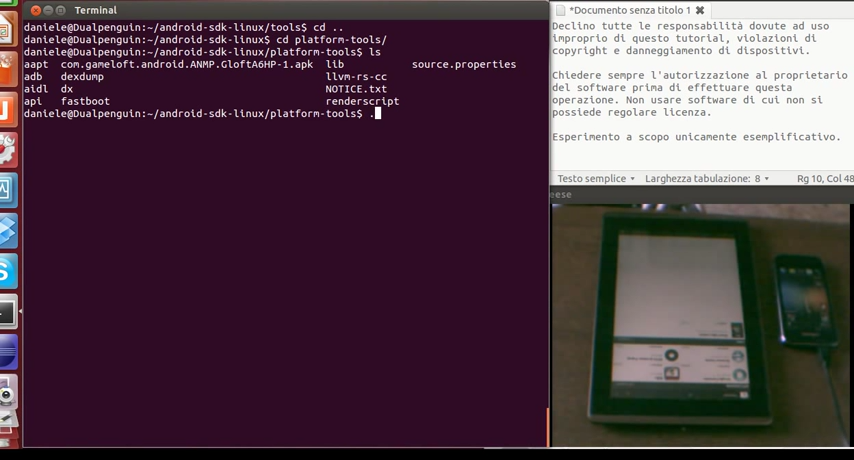 Terminal
daniele@Dualpenguin:~/android-sdk-linux/tools$ cd ..
daniele@Dualpenguin:~/android-sdk-linux$ cd platform-tools/
daniele@Dualpenguin:~/android-sdk-linux/platform-tools$ ls
aapt com.gameloft.android.ANMP.GloftA6HP-1.apk lib source.properties
adb dexdump llvm-rs-cc
aidl dx NOTICE.txt
api fastboot renderscript
daniele@Dualpenguin:~/android-sdk-linux/platform-tools$ .
*Documento senza titolo 1
Declino tutte le responsabilità dovute ad uso
improprio di questo tutorial, violazioni di
copyright e danneggiamento di dispositivi.
Chiedere sempre l'autorizzazione al proprietario
del software prima di effettuare questa
operazione. Non usare software di cui non si
possiede regolare licenza.
Esperimento a scopo unicamente esemplificativo.
Testo semplice Larghezza tabulazione: 8 Rg 10, Col 48
eese